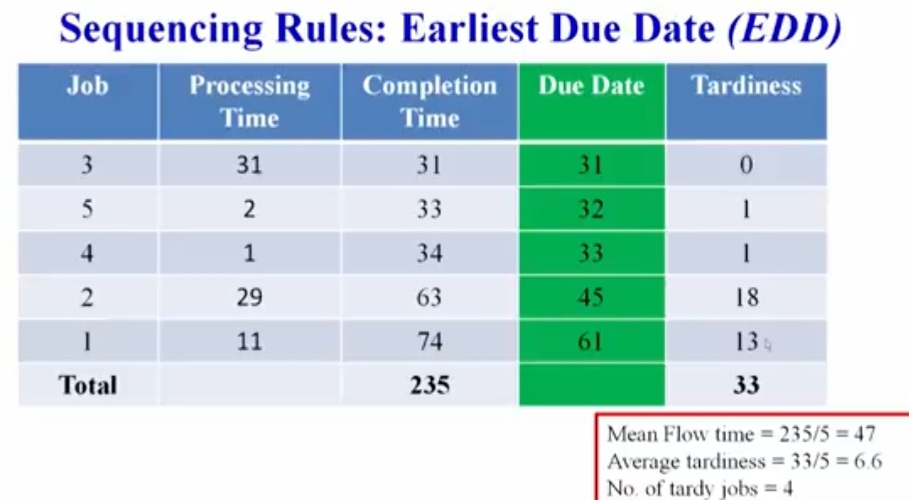 Sequencing Rules: Earliest Due Date (EDD)
Job Processing Time Completion Time Due Date Tardiness
3 31 31 31 0
5 2 33 32 1
4 1 34 33 1
2 29 63 45 18
1 11 74 61 13
Total 235 33
Mean Flow time = 235/5 = 47
Average tardiness = 33/5 = 6.6
No. of tardy jobs = 4